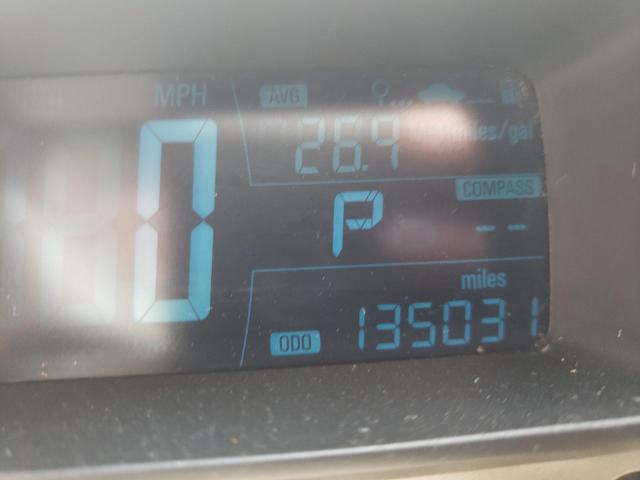 MPH
AVG
26.9 miles/gal
0
P
COMPASS
--
miles
ODO 135031